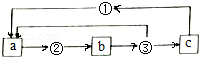 ①
a ② b ③ c